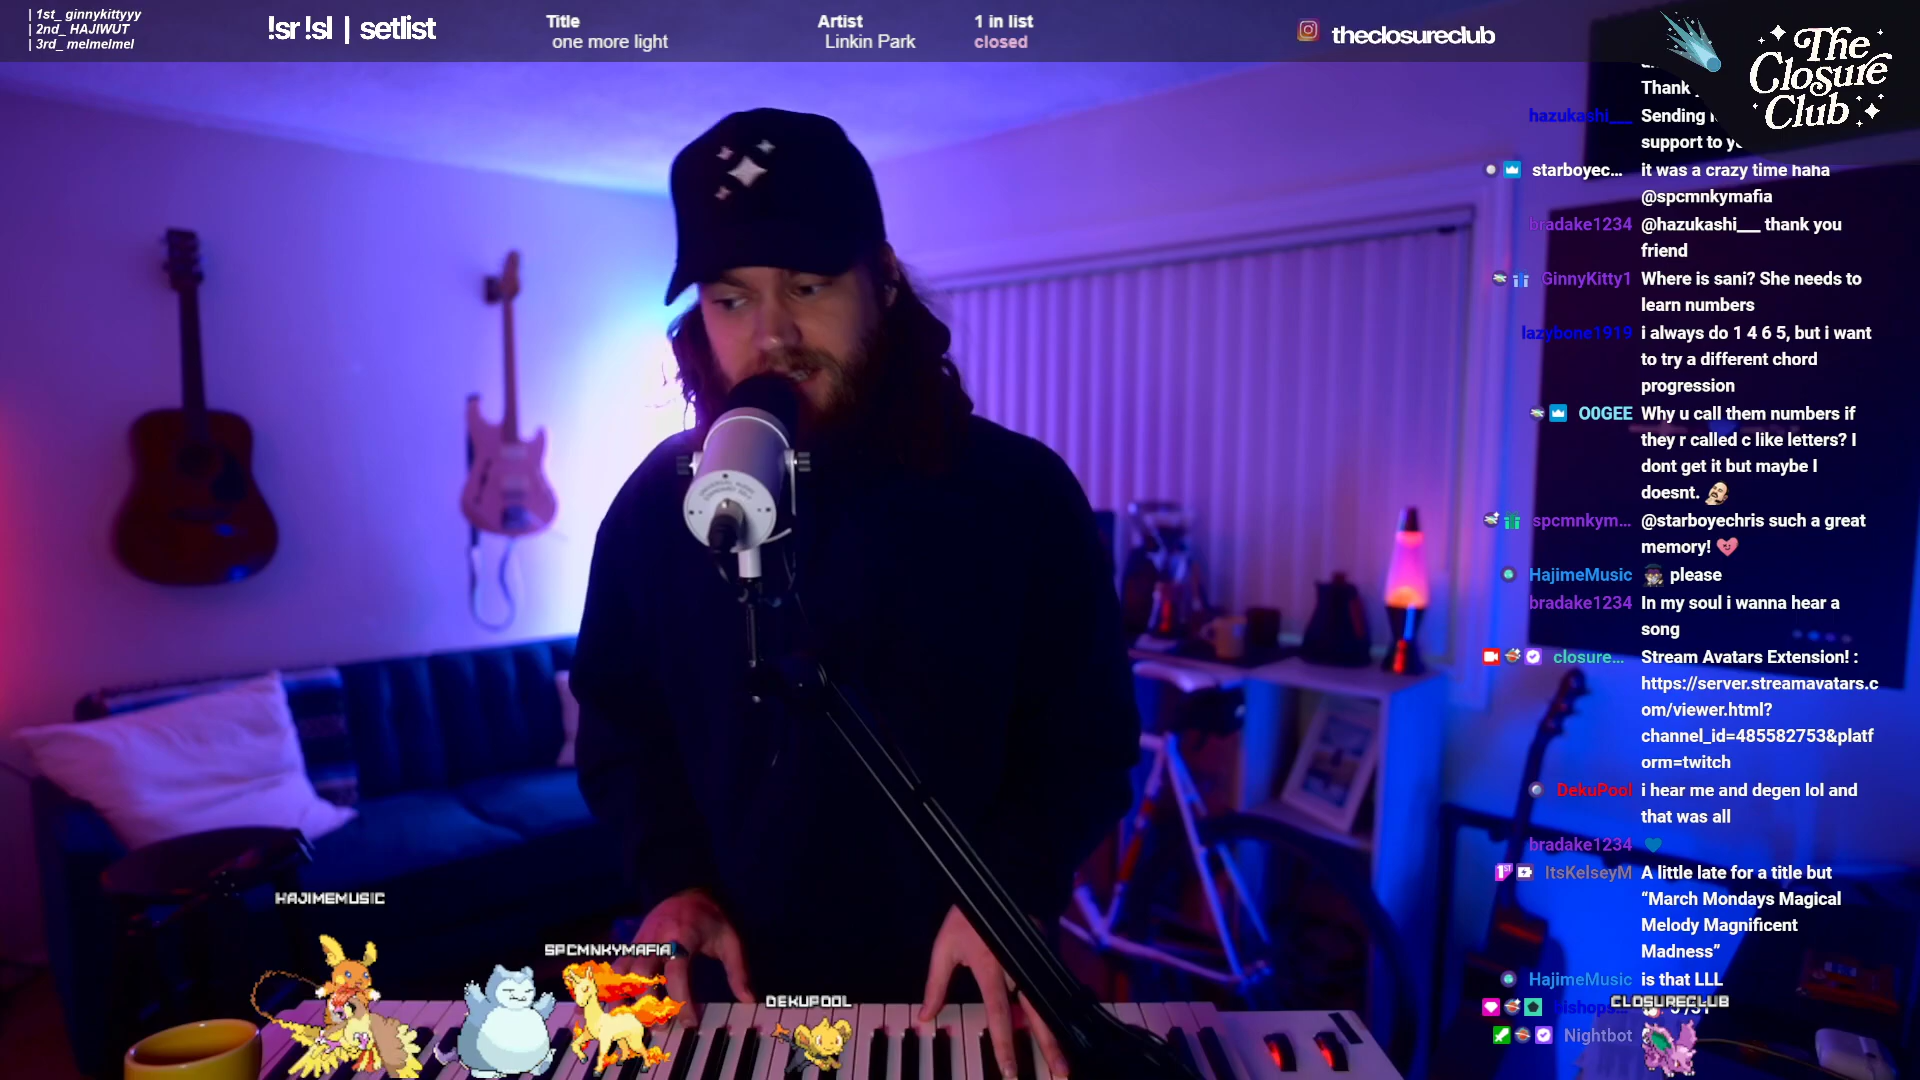 | 1st_ ginnykittyyy
| 2nd_ HAJIWUT
| 3rd_ melmelmel
!sr !sl | setlist
Title
one more light
Artist
Linkin Park
1 in list
closed
theclosureclub
The
Closure
Club
Thank
hazukashi___ Sending
support to
starboyec... it was a crazy time haha
@spcmnkymafia
bradake1234 @hazukashi___ thank you
friend
GinnyKitty1 Where is sani? She needs to
learn numbers
lazybone1919 i always do 1 4 6 5, but i want
to try a different chord
progression
O0GEE Why u call them numbers if
they r called c like letters? I
dont get it but maybe I
doesnt.
spcmnkym... @starboyechris such a great
memory!
HajimeMusic please
bradake1234 In my soul i wanna hear a
song
closure... Stream Avatars Extension! :
https://server.streamavatars.c
om/viewer.html?
channel_id=485582753&platf
orm=twitch
DekuPool i hear me and degen lol and
that was all
bradake1234
ItsKelseyM A little late for a title but
“March Mondays Magical
Melody Magnificent
Madness”
HajimeMusic is that LLL
bishops...
Nightbot
HAJIMEMUSIC
SPCMNKYMAFIA
DEKUPOOL
CLOSURECLUB